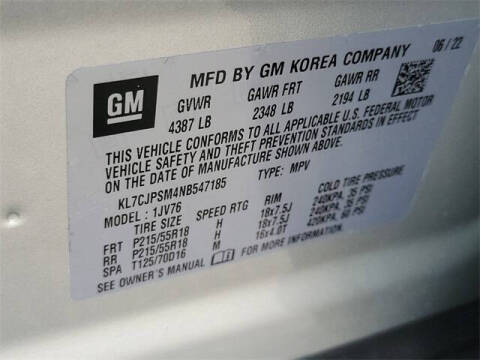 MFD BY GM KOREA COMPANY 06/22
GM
GVWR GAWR FRT GAWR RR
4387 LB 2348 LB 2194 LB
THIS VEHICLE CONFORMS TO ALL APPLICABLE U.S. FEDERAL MOTOR
VEHICLE SAFETY AND THEFT PREVENTION STANDARDS IN EFFECT
ON THE DATE OF MANUFACTURE SHOWN ABOVE.
KL7CJPSM4NB547185 TYPE: MPV
MODEL: 1JV76
TIRE SIZE SPEED RTG RIM COLD TIRE PRESSURE
FRT P215/55R18 H 18x7.5J 240KPA, 35 PSI
RR P215/55R18 H 18x7.5J 240KPA, 35 PSI
SPA T125/70D16 M 16x4.0T 420KPA, 60 PSI
SEE OWNER'S MANUAL FOR MORE INFORMATION.